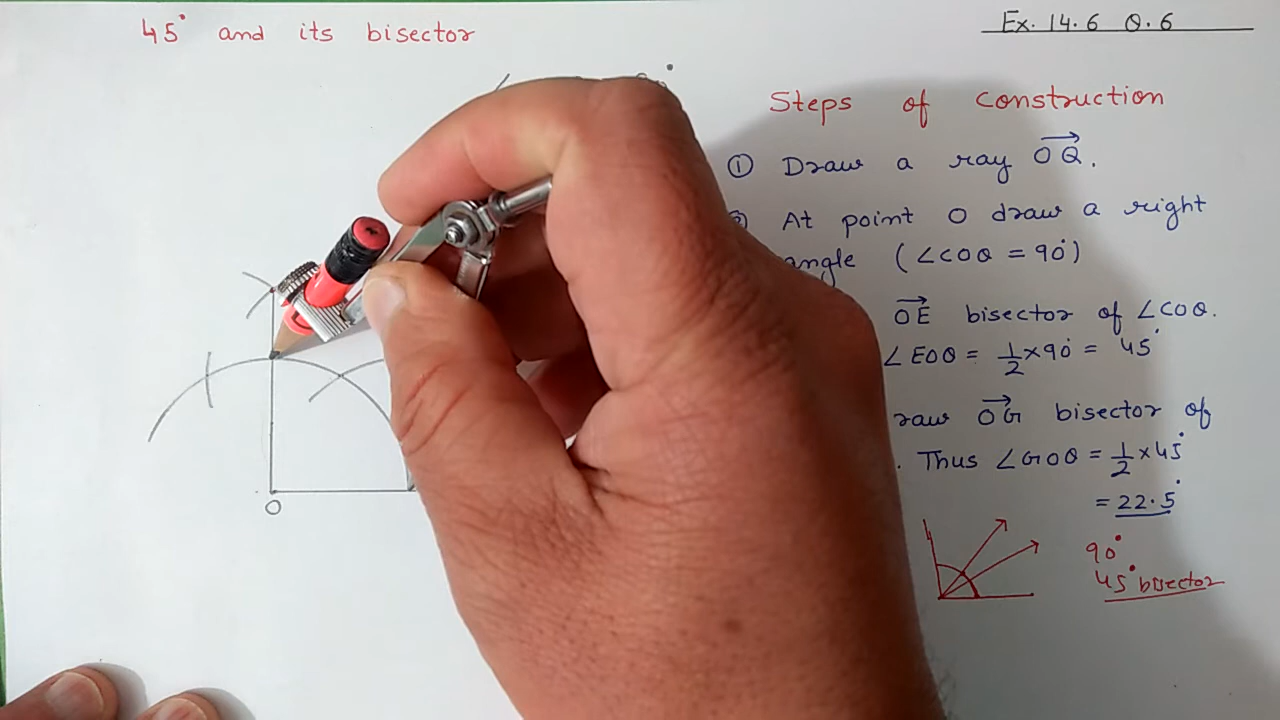 45° and its bisector
Ex. 14.6 Q.6
Steps of construction
① Draw a ray OQ.
At point O draw a right
angle (∠COQ = 90°)
OE bisector of ∠COQ.
∠EOQ = 1/2 × 90° = 45°
raw OG bisector of
. Thus ∠GOQ = 1/2 × 45°
= 22.5°
90°
45° bisector
O